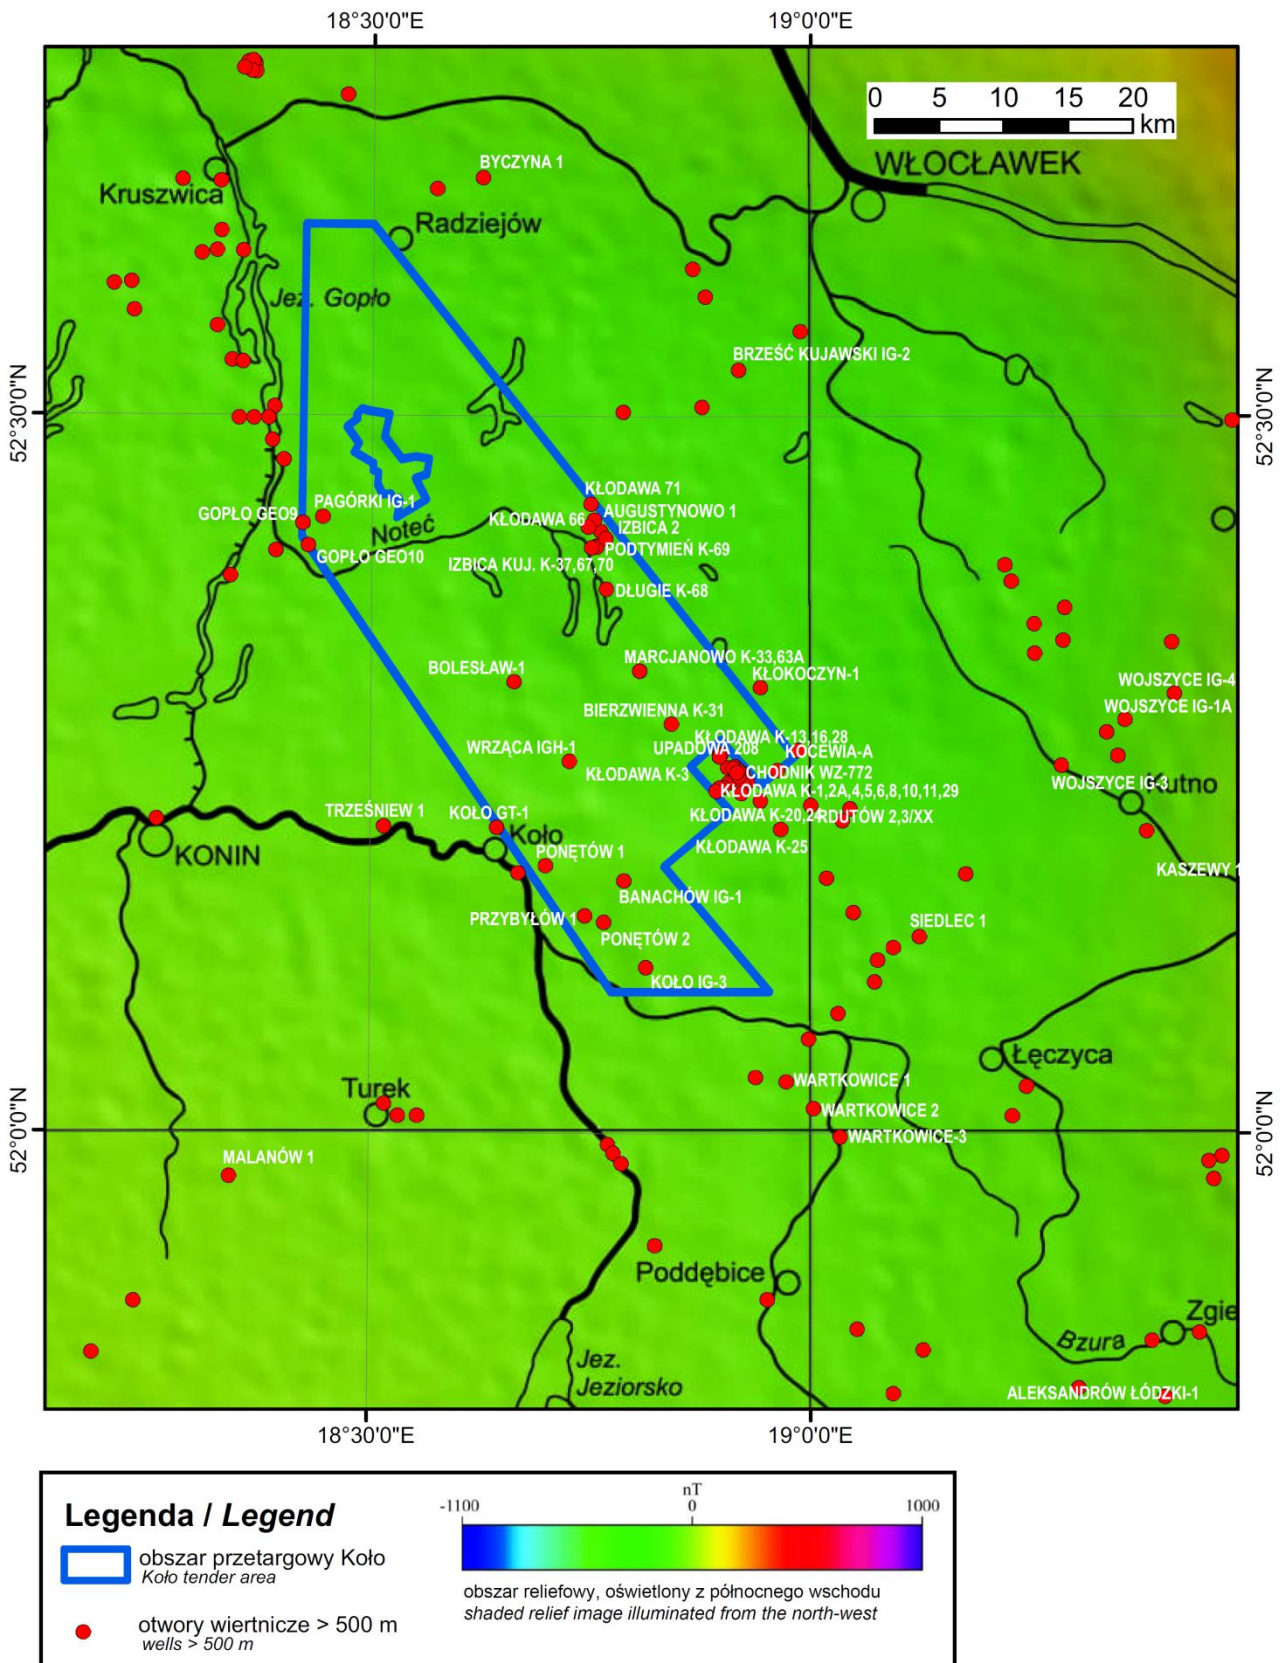 18°30'0"E
19°0'0"E
0 5 10 15 20
km
WŁOCŁAWEK
BYCZYNA 1
Kruszwica
Radziejów
Jez. Gopło
BRZEŚĆ KUJAWSKI IG-2
52°30'0"N
52°30'0"N
KŁODAWA 71
PAGÓRKI IG-1
GOPŁO GEO9
AUGUSTYNOWO 1
KŁODAWA 66
IZBICA 2
Noteć
GOPŁO GEO10
PODTYMIEŃ K-69
IZBICA KUJ. K-37,67,70
DŁUGIE K-68
MARCJANOWO K-33,63A
BOLESŁAW-1
KŁOKOCZYN-1
WOJSZYCE IG-4
WOJSZYCE IG-1A
BIERZWIENNA K-31
KŁODAWA K-13,16,28
WRZĄCA IGH-1
UPADOWA 208
KOCEWIA-A
KŁODAWA K-3
CHODNIK WZ-772
WOJSZYCE IG-3
Kutno
KŁODAWA K-1,2A,4,5,6,8,10,11,29
TRZEŚNIEW 1
KOŁO GT-1
KŁODAWA K-20,24
RDUTÓW 2,3/XX
Koło
KONIN
PONĘTÓW 1
KŁODAWA K-25
KASZEWY 1
BANACHÓW IG-1
PRZYBYŁÓW 1
SIEDLEC 1
PONĘTÓW 2
KOŁO IG-3
Łęczyca
Turek
WARTKOWICE 1
WARTKOWICE 2
52°0'0"N
52°0'0"N
WARTKOWICE-3
MALANÓW 1
Poddębice
Zgie
Bzura
Jez.
Jeziorsko
ALEKSANDRÓW ŁÓDZKI-1
18°30'0"E
19°0'0"E
Legenda / Legend
obszar przetargowy Koło
Koło tender area
otwory wiertnicze > 500 m
wells > 500 m
nT
-1100 0 1000
obszar reliefowy, oświetlony z północnego wschodu
shaded relief image illuminated from the north-west